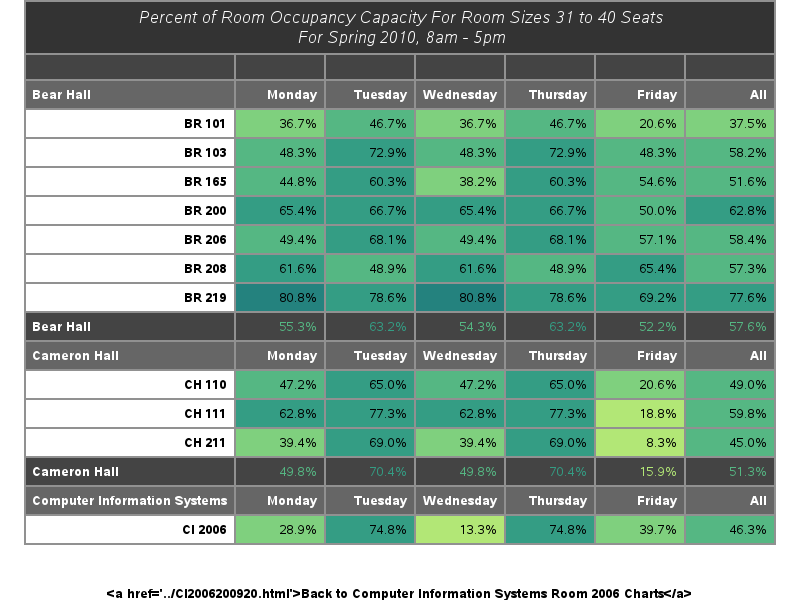 Percent of Room Occupancy Capacity For Room Sizes 31 to 40 Seats
For Spring 2010, 8am - 5pm
Bear Hall Monday Tuesday Wednesday Thursday Friday All
BR 101 36.7% 46.7% 36.7% 46.7% 20.6% 37.5%
BR 103 48.3% 72.9% 48.3% 72.9% 48.3% 58.2%
BR 165 44.8% 60.3% 38.2% 60.3% 54.6% 51.6%
BR 200 65.4% 66.7% 65.4% 66.7% 50.0% 62.8%
BR 206 49.4% 68.1% 49.4% 68.1% 57.1% 58.4%
BR 208 61.6% 48.9% 61.6% 48.9% 65.4% 57.3%
BR 219 80.8% 78.6% 80.8% 78.6% 69.2% 77.6%
Bear Hall 55.3% 63.2% 54.3% 63.2% 52.2% 57.6%
Cameron Hall Monday Tuesday Wednesday Thursday Friday All
CH 110 47.2% 65.0% 47.2% 65.0% 20.6% 49.0%
CH 111 62.8% 77.3% 62.8% 77.3% 18.8% 59.8%
CH 211 39.4% 69.0% 39.4% 69.0% 8.3% 45.0%
Cameron Hall 49.8% 70.4% 49.8% 70.4% 15.9% 51.3%
Computer Information Systems Monday Tuesday Wednesday Thursday Friday All
CI 2006 28.9% 74.8% 13.3% 74.8% 39.7% 46.3%
<a href='../CI2006200920.html'>Back to Computer Information Systems Room 2006 Charts</a>